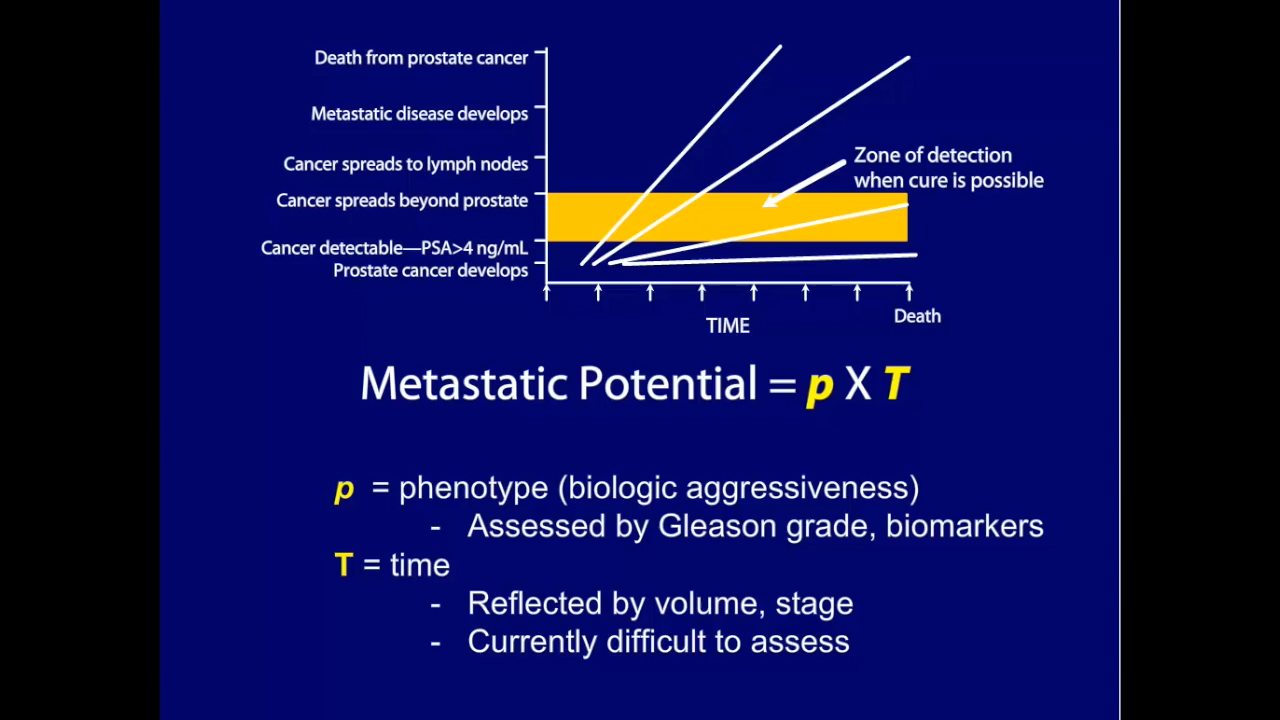 Death from prostate cancer
Metastatic disease develops
Cancer spreads to lymph nodes
Cancer spreads beyond prostate
Cancer detectable—PSA>4 ng/mL
Prostate cancer develops
Zone of detection
when cure is possible
TIME
Death
Metastatic Potential = p X T
p = phenotype (biologic aggressiveness)
- Assessed by Gleason grade, biomarkers
T = time
- Reflected by volume, stage
- Currently difficult to assess